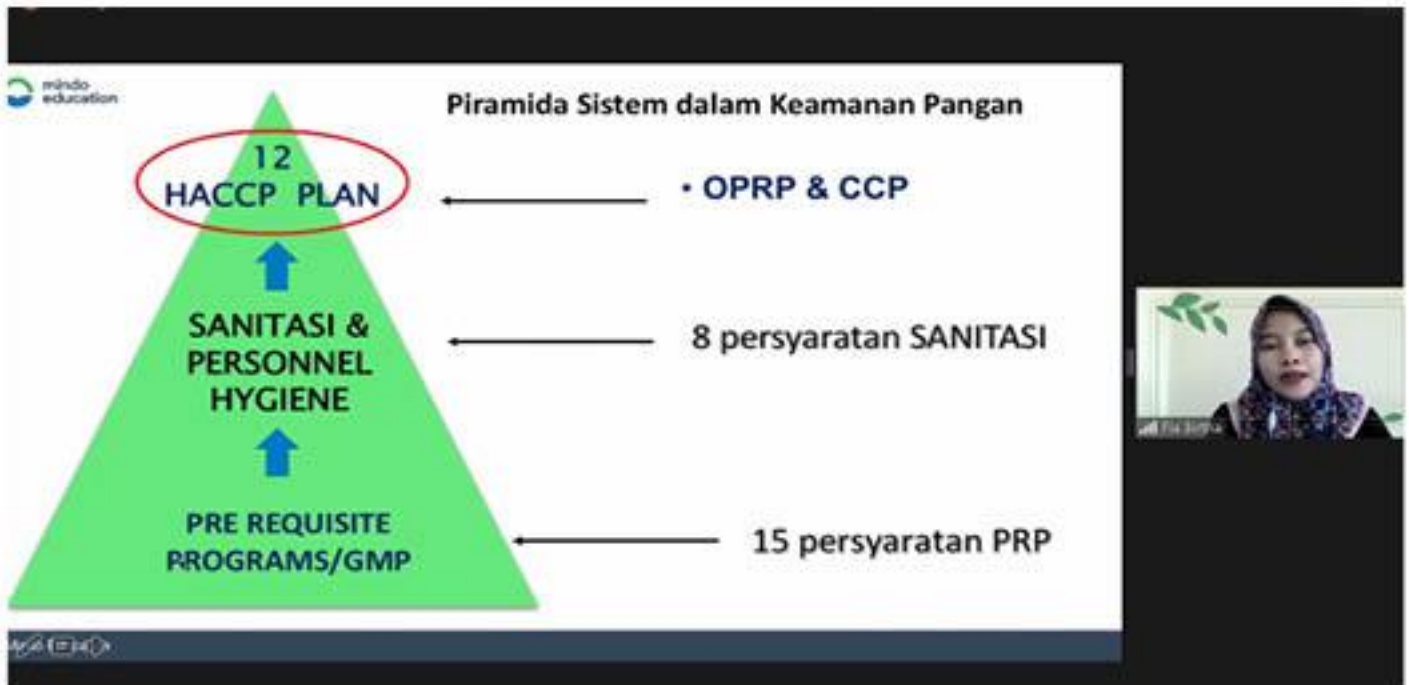 mindo
education
Piramida Sistem dalam Keamanan Pangan
12
HACCP PLAN
• OPRP & CCP
SANITASI &
PERSONNEL
HYGIENE
8 persyaratan SANITASI
PRE REQUISITE
PROGRAMS/GMP
15 persyaratan PRP